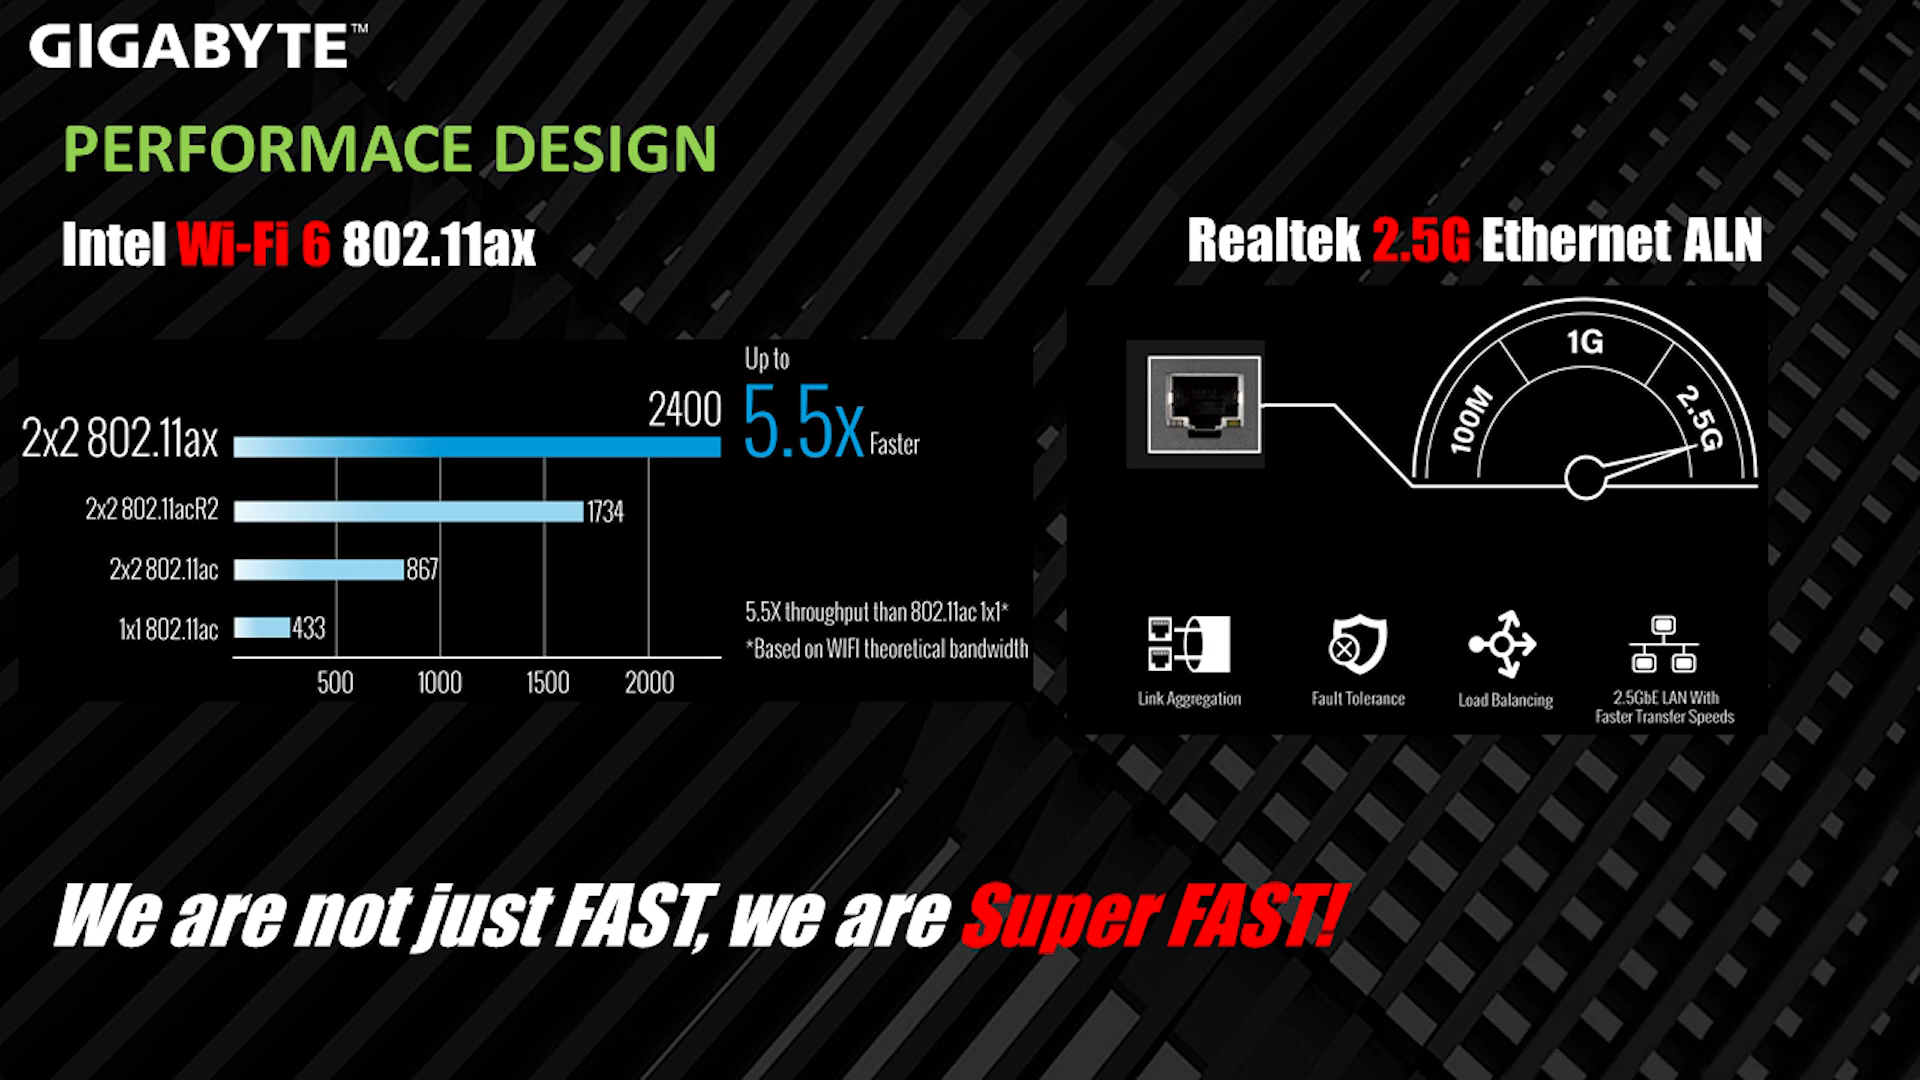 GIGABYTE™
PERFORMACE DESIGN
Intel Wi-Fi 6 802.11ax
2x2 802.11ax
2400
Up to
5.5x Faster
2x2 802.11acR2
1734
2x2 802.11ac
867
1x1 802.11ac
433
500 1000 1500 2000
5.5X throughput than 802.11ac 1x1*
*Based on WIFI theoretical bandwidth
Realtek 2.5G Ethernet ALN
100M
1G
2.5G
Link Aggregation
Fault Tolerance
Load Balancing
2.5GbE LAN With
Faster Transfer Speeds
We are not just FAST, we are Super FAST!